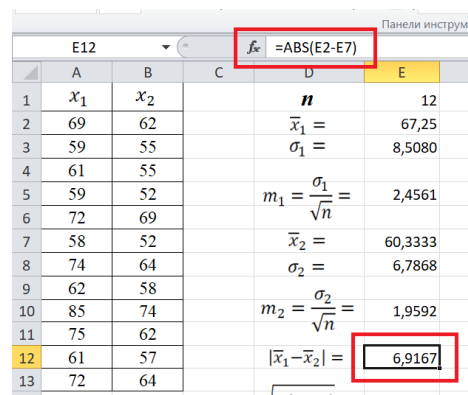 Панели инструм
E12 fx =ABS(E2-E7)
A B C D E
1 x₁ x₂ n 12
2 69 62 x̅₁ = 67,25
3 59 55 σ₁ = 8,5080
4 61 55
5 59 52 m₁ = σ₁/√n = 2,4561
6 72 69
7 58 52 x̅₂ = 60,3333
8 74 64 σ₂ = 6,7868
9 62 58
10 85 74 m₂ = σ₂/√n = 1,9592
11 75 62
12 61 57 |x̅₁−x̅₂| = 6,9167
13 72 64